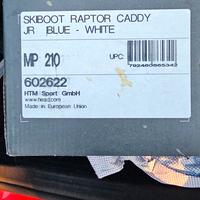 SKIBOOT RAPTOR CADDY
JR BLUE - WHITE
MP 210
UPC:
792460865342
602622
HTM Sport GmbH
www.head.com
Made in European Union